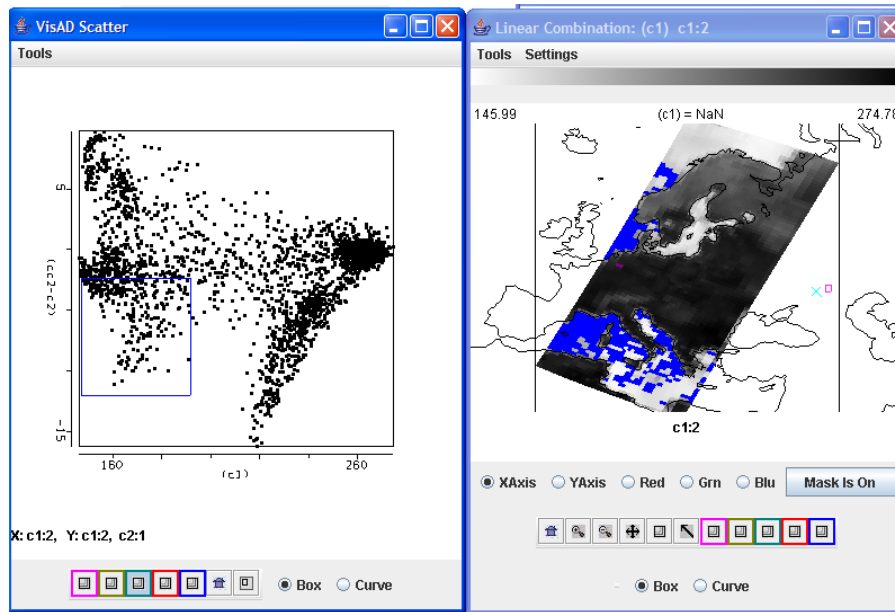 VisAD Scatter
Tools
5
(cc2-c2)
-15
160
260
(c1)
X: c1:2, Y: c1:2, c2:1
Box
Curve
Linear Combination: (c1) c1:2
Tools Settings
145.99
(c1) = NaN
274.78
c1:2
XAxis
YAxis
Red
Grn
Blu
Mask Is On
Box
Curve